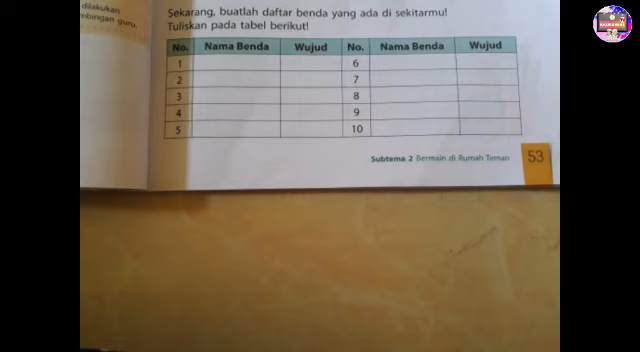 dilakukan
mbingan guru.
Sekarang, buatlah daftar benda yang ada di sekitarmu!
Tuliskan pada tabel berikut!
No. Nama Benda Wujud No. Nama Benda Wujud
1 6
2 7
3 8
4 9
5 10
Subtema 2 Bermain di Rumah Teman 53